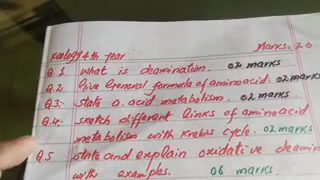 Zoology 4th year Marks. 20
Q.1 what is deamination. 02 marks
Q.2. Give General formula of aminoacid. 02 marks
Q.3. State a. acid matabolism. 02 marks
Q.4. sketch different links of aminoacid
metabolism with Krebs cycle. 02 marks
Q.5 state and explain oxidative deamin
with examples. 06 marks